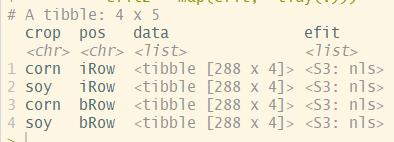 # A tibble: 4 x 5
crop pos data efit
<chr> <chr> <list> <list>
1 corn iRow <tibble [288 x 4]> <S3: nls>
2 soy iRow <tibble [288 x 4]> <S3: nls>
3 corn bRow <tibble [288 x 4]> <S3: nls>
4 soy bRow <tibble [288 x 4]> <S3: nls>
>